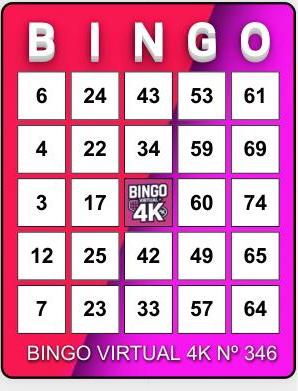 B I N G O
6 24 43 53 61
4 22 34 59 69
3 17 BINGO VIRTUAL 4K 60 74
12 25 42 49 65
7 23 33 57 64
BINGO VIRTUAL 4K Nº 346